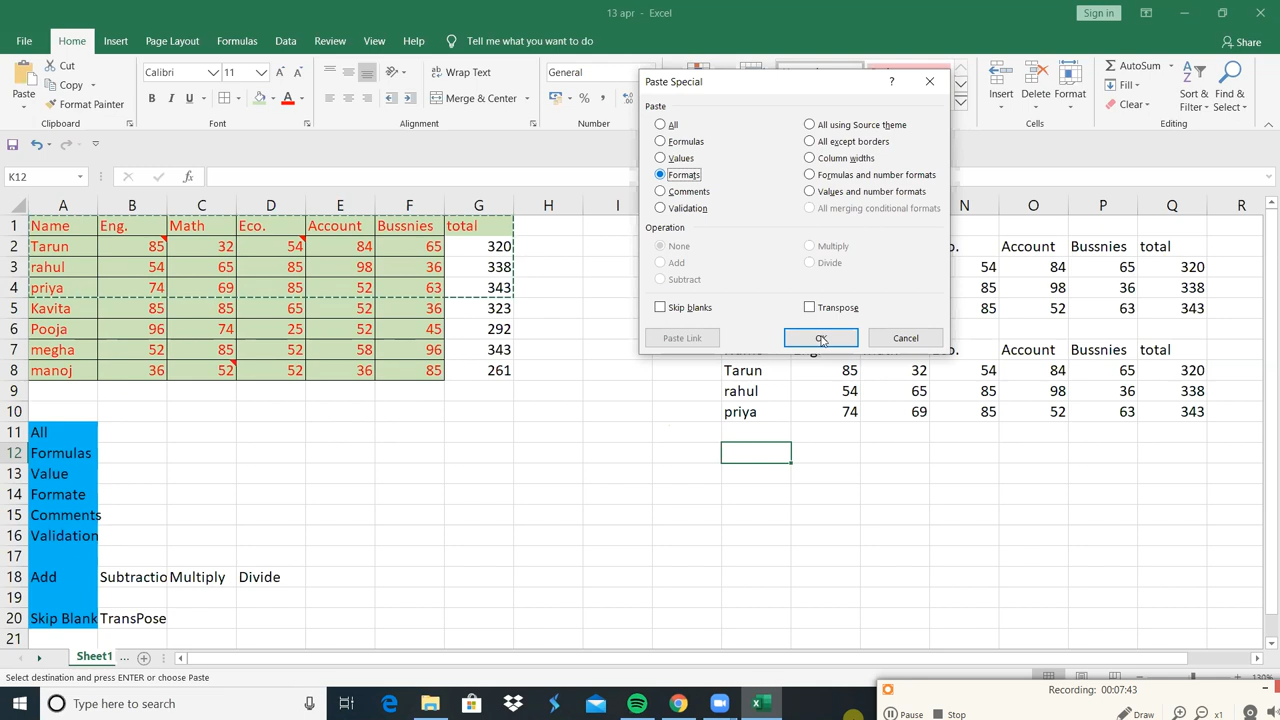 13 apr - Excel
Sign in
File Home Insert Page Layout Formulas Data Review View Help Tell me what you want to do Share
Paste
Cut
Copy
Format Painter
Clipboard
Calibri 11
B I U
Font
Wrap Text
Merge & Center
Alignment
General
Number
Insert Delete Format
Cells
AutoSum
Fill
Clear
Sort & Filter
Find & Select
Editing
K12
fx
A B C D E F G H I N O P Q R
1 Name Eng. Math Eco. Account Bussnies total
2 Tarun 85 32 54 84 65 320
3 rahul 54 65 85 98 36 338
4 priya 74 69 85 52 63 343
5 Kavita 85 85 65 52 36 323
6 Pooja 96 74 25 52 45 292
7 megha 52 85 52 58 96 343
8 manoj 36 52 52 36 85 261
9
10
11 All
12 Formulas
13 Value
14 Formate
15 Comments
16 Validation
17
18 Add Subtractio Multiply Divide
19
20 Skip Blank TransPose
21
Paste Special
?
Paste
All
Formulas
Values
Formats
Comments
Validation
All using Source theme
All except borders
Column widths
Formulas and number formats
Values and number formats
All merging conditional formats
Operation
None
Add
Subtract
Multiply
Divide
Skip blanks
Transpose
Paste Link
Cancel
Account Bussnies total
54 84 65 320
85 98 36 338
85 52 63 343
Account Bussnies total
Tarun 85 32 54 84 65 320
rahul 54 65 85 98 36 338
priya 74 69 85 52 63 343
Sheet1 ...
Select destination and press ENTER or choose Paste
Type here to search
Recording: 00:07:43
Pause Stop Draw x1